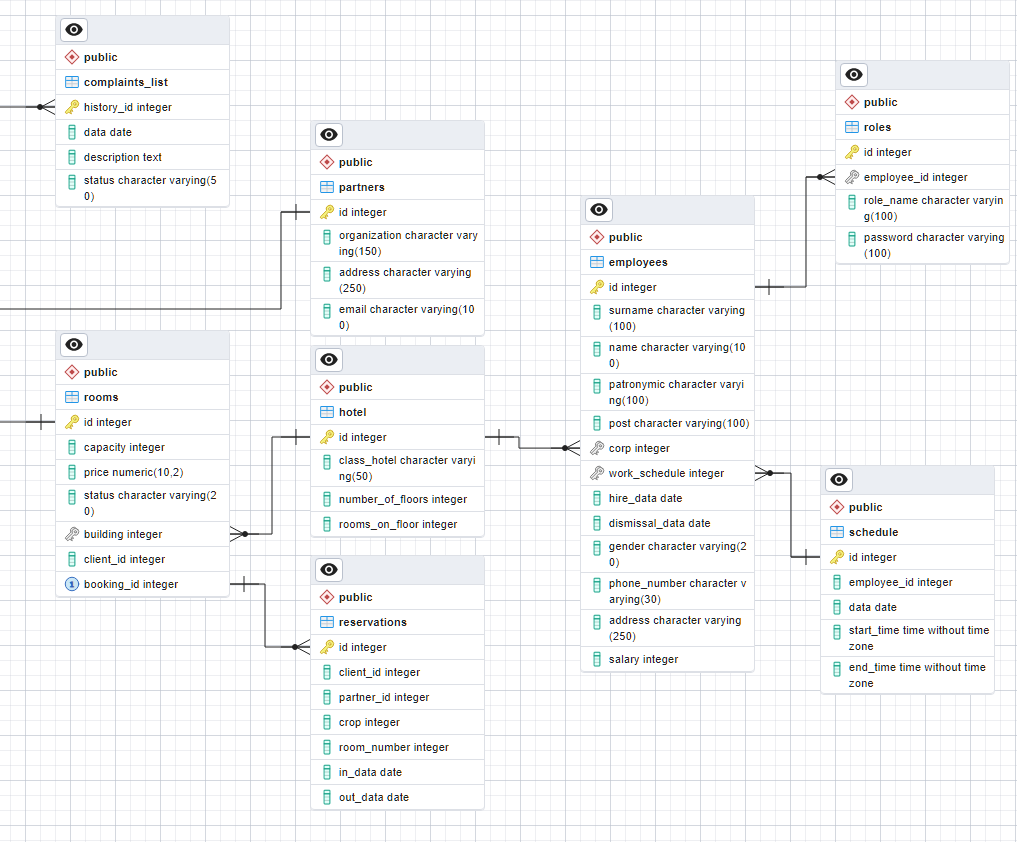 public
complaints_list
history_id integer
data date
description text
status character varying(5
0)
public
partners
id integer
organization character vary
ing(150)
address character varying
(250)
email character varying(10
0)
public
rooms
id integer
capacity integer
price numeric(10,2)
status character varying(2
0)
building integer
client_id integer
1 booking_id integer
public
hotel
id integer
class_hotel character varyi
ng(50)
number_of_floors integer
rooms_on_floor integer
public
reservations
id integer
client_id integer
partner_id integer
crop integer
room_number integer
in_data date
out_data date
public
employees
id integer
surname character varying
(100)
name character varying(10
0)
patronymic character varyi
ng(100)
post character varying(100)
corp integer
work_schedule integer
hire_data date
dismissal_data date
gender character varying(2
0)
phone_number character v
arying(30)
address character varying
(250)
salary integer
public
roles
id integer
employee_id integer
role_name character varyin
g(100)
password character varying
(100)
public
schedule
id integer
employee_id integer
data date
start_time time without time
zone
end_time time without time
zone